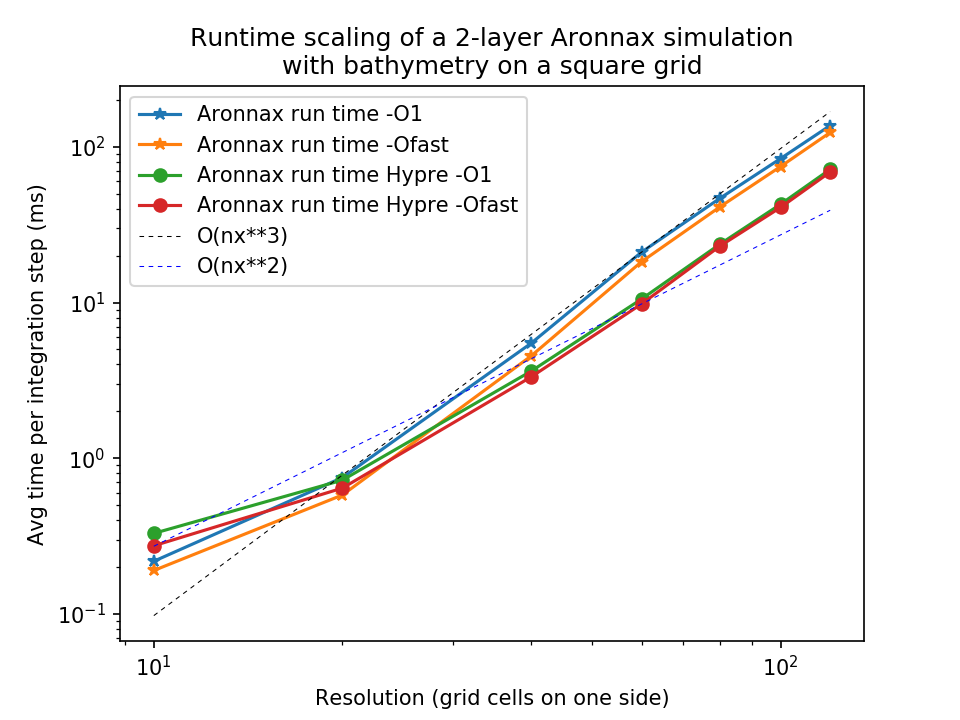 Runtime scaling of a 2-layer Aronnax simulation
with bathymetry on a square grid
Aronnax run time -O1
Aronnax run time -Ofast
Aronnax run time Hypre -O1
Aronnax run time Hypre -Ofast
O(nx**3)
O(nx**2)
Avg time per integration step (ms)
10²
10¹
10⁰
10⁻¹
10¹ 10²
Resolution (grid cells on one side)